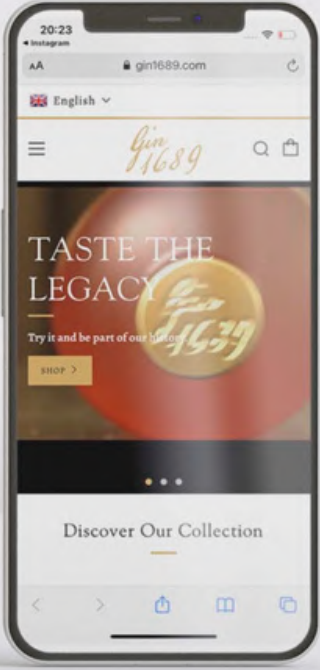 20:23
◀ Instagram
AA
gin1689.com
English
Gin
1689
TASTE THE
LEGACY
Try it and be part of our history.
SHOP >
Discover Our Collection